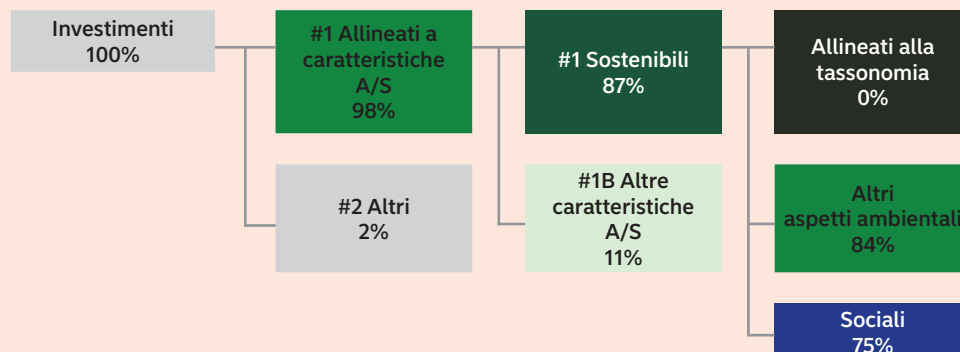 Investimenti
100%
#1 Allineati a
caratteristiche
A/S
98%
#1 Sostenibili
87%
Allineati alla
tassonomia
0%
#2 Altri
2%
#1B Altre
caratteristiche
A/S
11%
Altri
aspetti ambientali
84%
Sociali
75%